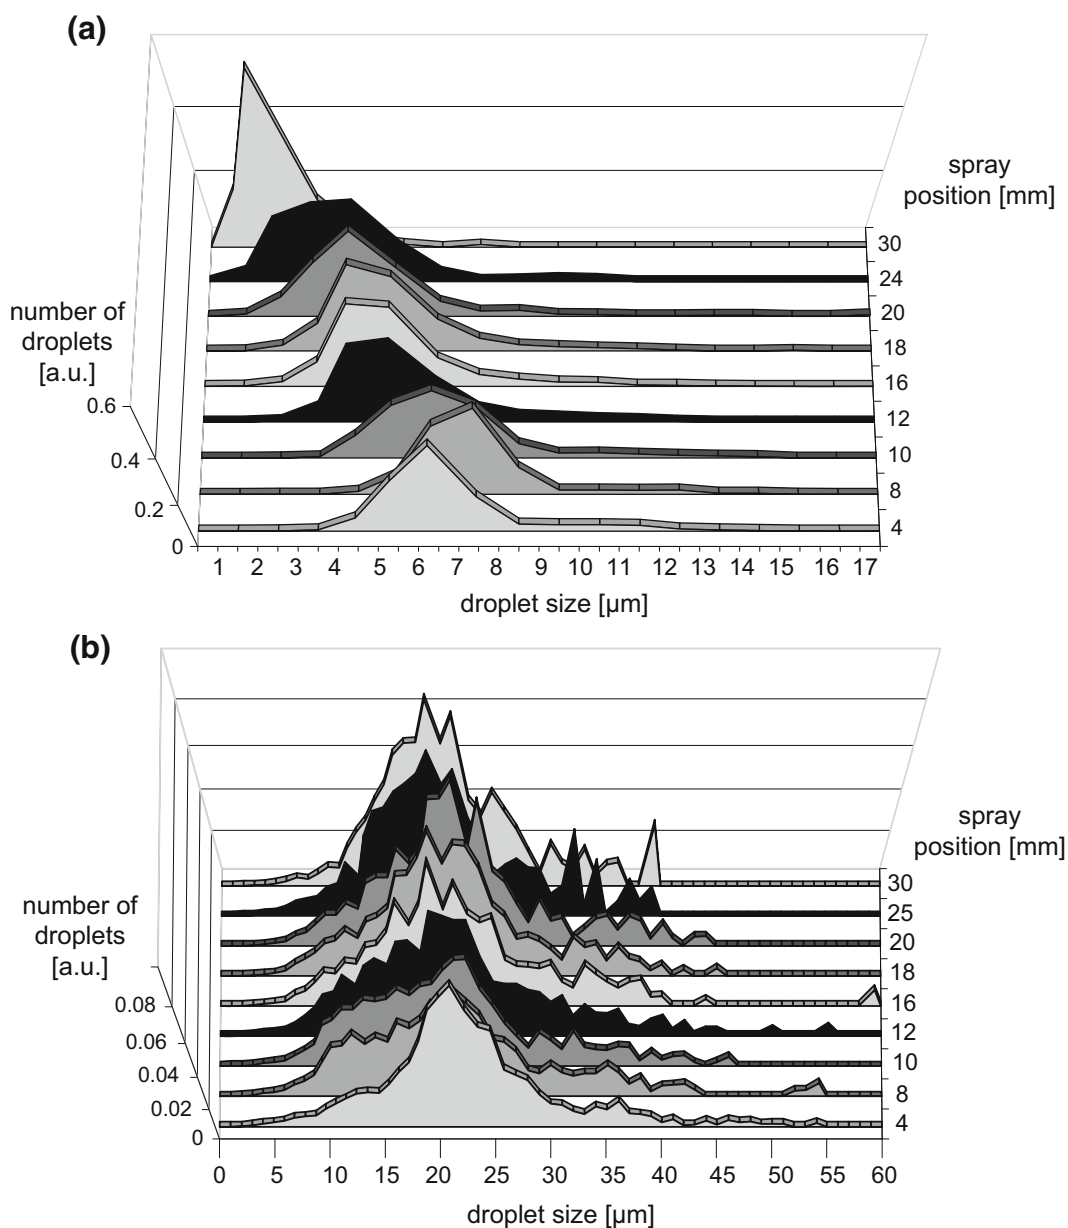 (a)
spray
position [mm]
30
24
20
18
16
12
10
8
4
number of
droplets
[a.u.]
0.6
0.4
0.2
0
1 2 3 4 5 6 7 8 9 10 11 12 13 14 15 16 17
droplet size [µm]
(b)
spray
position [mm]
30
25
20
18
16
12
10
8
4
number of
droplets
[a.u.]
0.08
0.06
0.04
0.02
0
0 5 10 15 20 25 30 35 40 45 50 55 60
droplet size [µm]